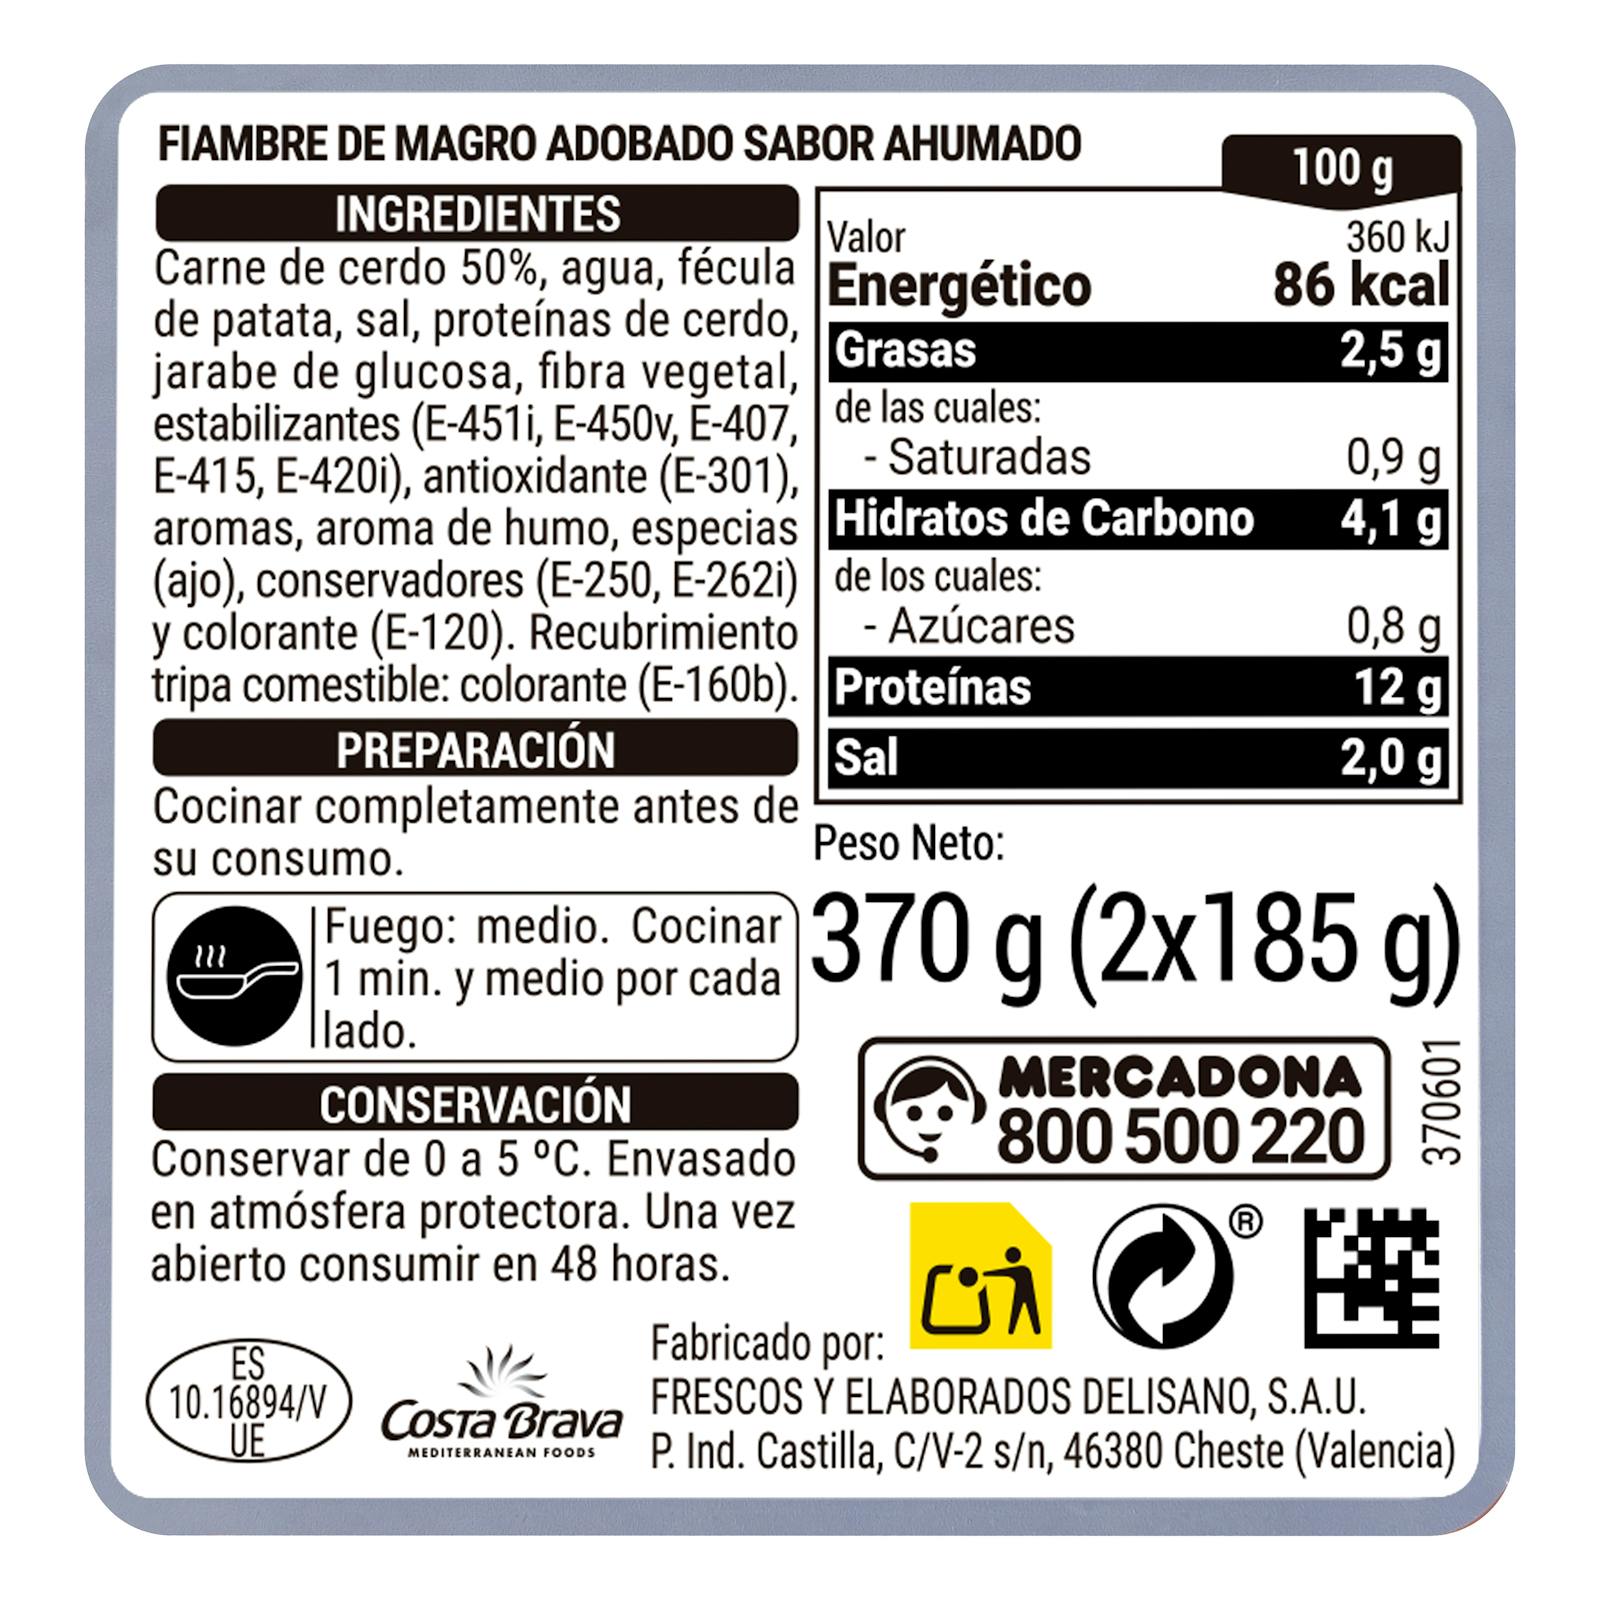 FIAMBRE DE MAGRO ADOBADO SABOR AHUMADO
INGREDIENTES
Carne de cerdo 50%, agua, fécula
de patata, sal, proteínas de cerdo,
jarabe de glucosa, fibra vegetal,
estabilizantes (E-451i, E-450v, E-407,
E-415, E-420i), antioxidante (E-301),
aromas, aroma de humo, especias
(ajo), conservadores (E-250, E-262i)
y colorante (E-120). Recubrimiento
tripa comestible: colorante (E-160b).
PREPARACIÓN
Cocinar completamente antes de
su consumo.
Fuego: medio. Cocinar
1 min. y medio por cada
lado.
CONSERVACIÓN
Conservar de 0 a 5 ºC. Envasado
en atmósfera protectora. Una vez
abierto consumir en 48 horas.
100 g
Valor 360 kJ
Energético 86 kcal
Grasas 2,5 g
de las cuales:
- Saturadas 0,9 g
Hidratos de Carbono 4,1 g
de los cuales:
- Azúcares 0,8 g
Proteínas 12 g
Sal 2,0 g
Peso Neto:
370 g (2x185 g)
MERCADONA
800 500 220
370601
®
ES
10.16894/V
UE
Costa Brava
MEDITERRANEAN FOODS
Fabricado por:
FRESCOS Y ELABORADOS DELISANO, S.A.U.
P. Ind. Castilla, C/V-2 s/n, 46380 Cheste (Valencia)